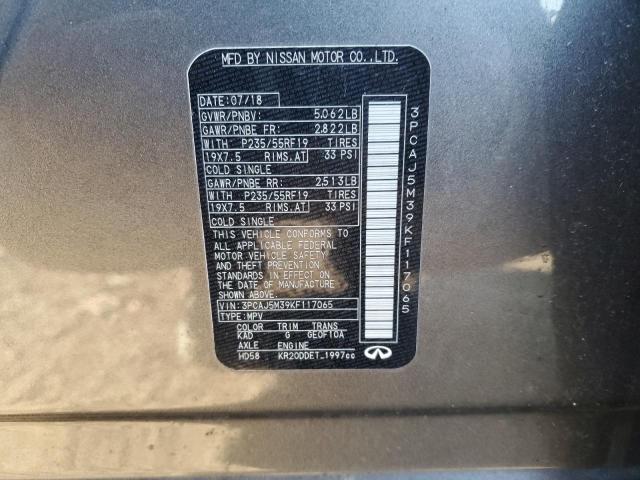 MFD BY NISSAN MOTOR CO.,LTD.
DATE: 07/18
GVWR/PNBV: 5,062LB
GAWR/PNBE FR: 2,822LB
WITH P235/55RF19 TIRES
19X7.5 RIMS.AT 33 PSI
COLD SINGLE
GAWR/PNBE RR: 2,513LB
WITH P235/55RF19 TIRES
19X7.5 RIMS.AT 33 PSI
COLD SINGLE
THIS VEHICLE CONFORMS TO
ALL APPLICABLE FEDERAL
MOTOR VEHICLE SAFETY
AND THEFT PREVENTION
STANDARDS IN EFFECT ON
THE DATE OF MANUFACTURE
SHOWN ABOVE.
VIN: 3PCAJ5M39KF117065
TYPE: MPV
COLOR TRIM TRANS
KAD G GE0F10A
AXLE ENGINE
HD58 KR20DDET_1997cc
3PCAJ5M39KF117065